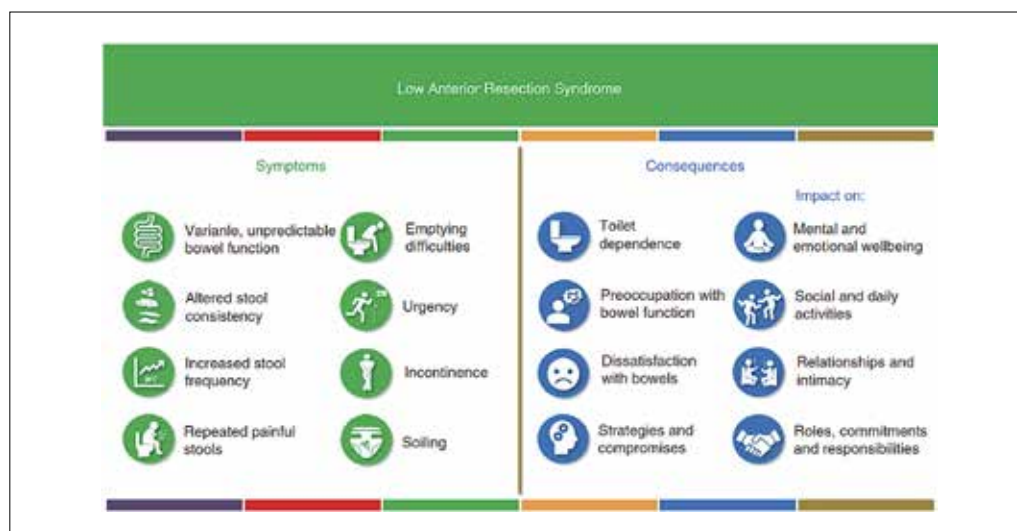 Low Anterior Resection Syndrome
Symptoms
Varianle, unpredictable
bowel function
Emptying
difficulties
Altered stool
consistency
Urgency
Increased stool
frequency
Incontinence
Repeated painful
stools
Soiling
Consequences
Impact on:
Toilet
dependence
Mental and
emotional wellbeing
Preoccupation with
bowel function
Social and daily
activities
Dissatisfaction
with bowels
Relationships and
intimacy
Strategies and
compromises
Roles, commitments
and responsibilities